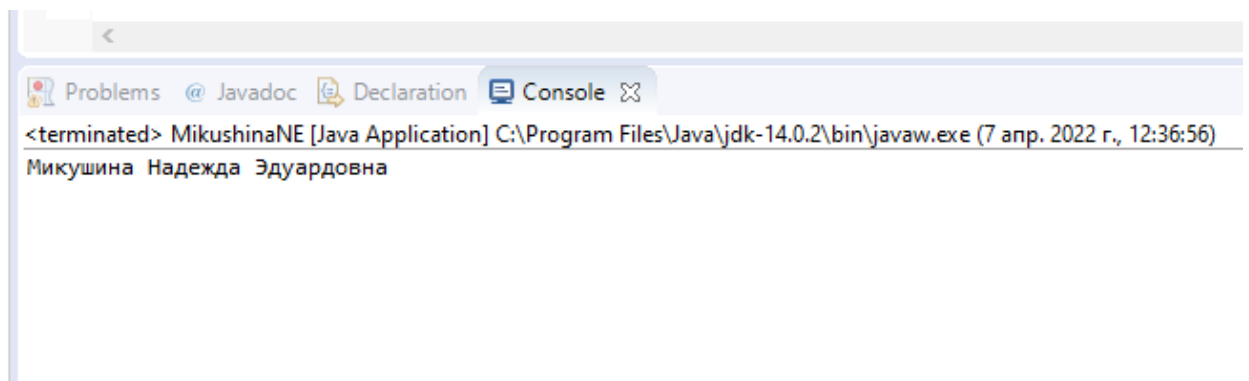 Problems @ Javadoc Declaration Console
<terminated> MikushinaNE [Java Application] C:\Program Files\Java\jdk-14.0.2\bin\javaw.exe (7 апр. 2022 г., 12:36:56)
Микушина Надежда Эдуардовна